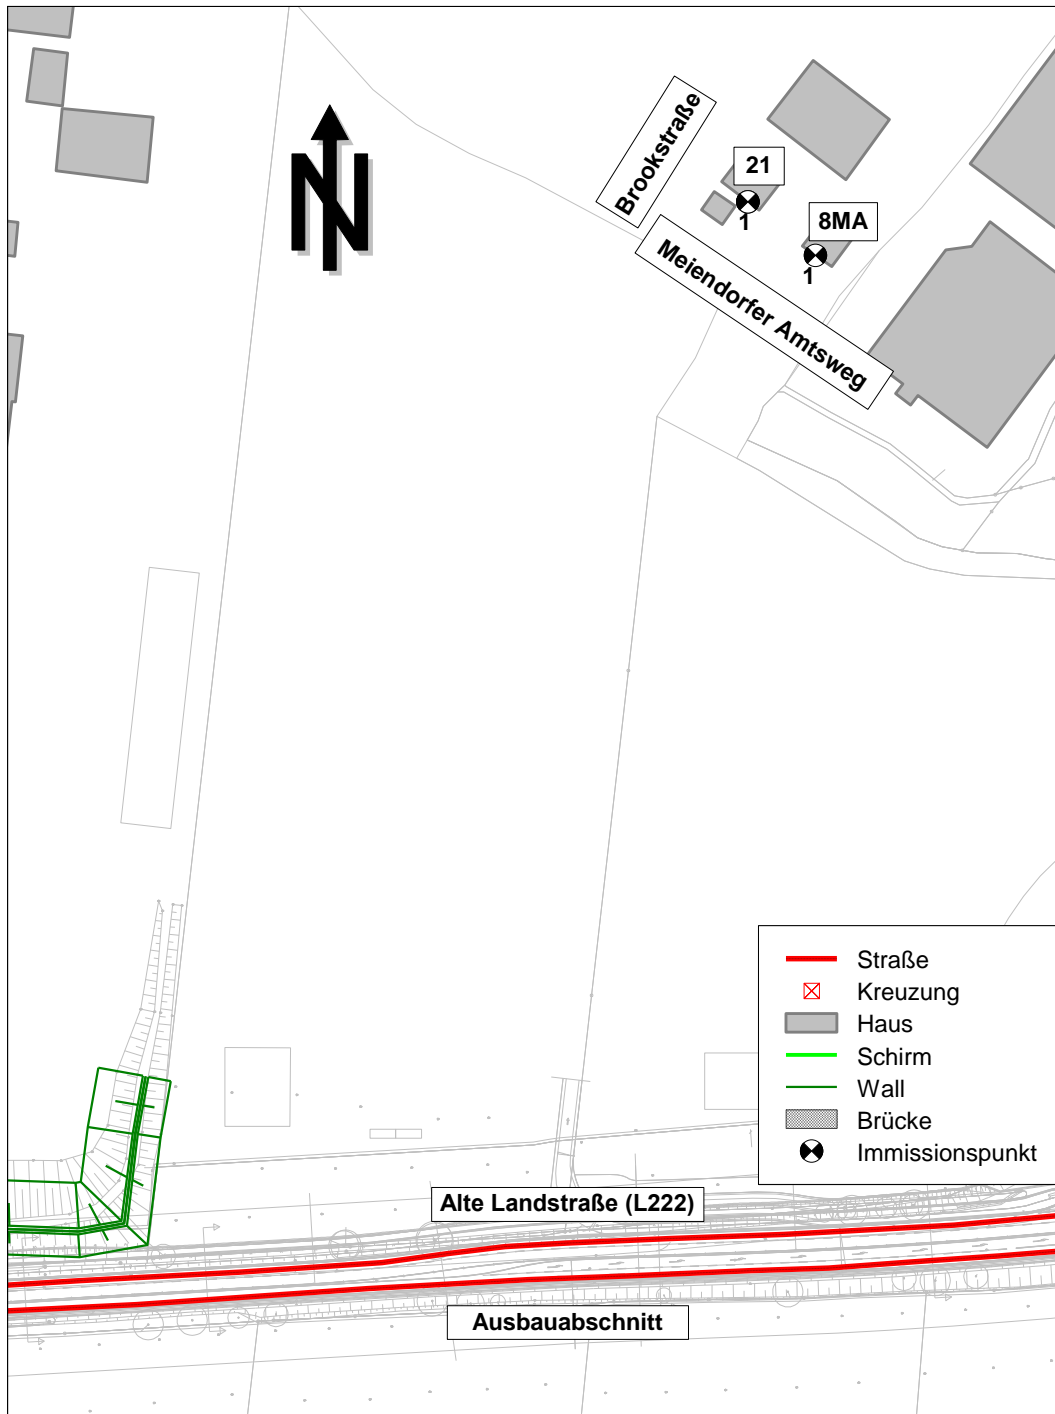 N
Brookstraße
21
1
8MA
1
Meiendorfer Amtsweg
Straße
Kreuzung
Haus
Schirm
Wall
Brücke
Immissionspunkt
Alte Landstraße (L222)
Ausbauabschnitt